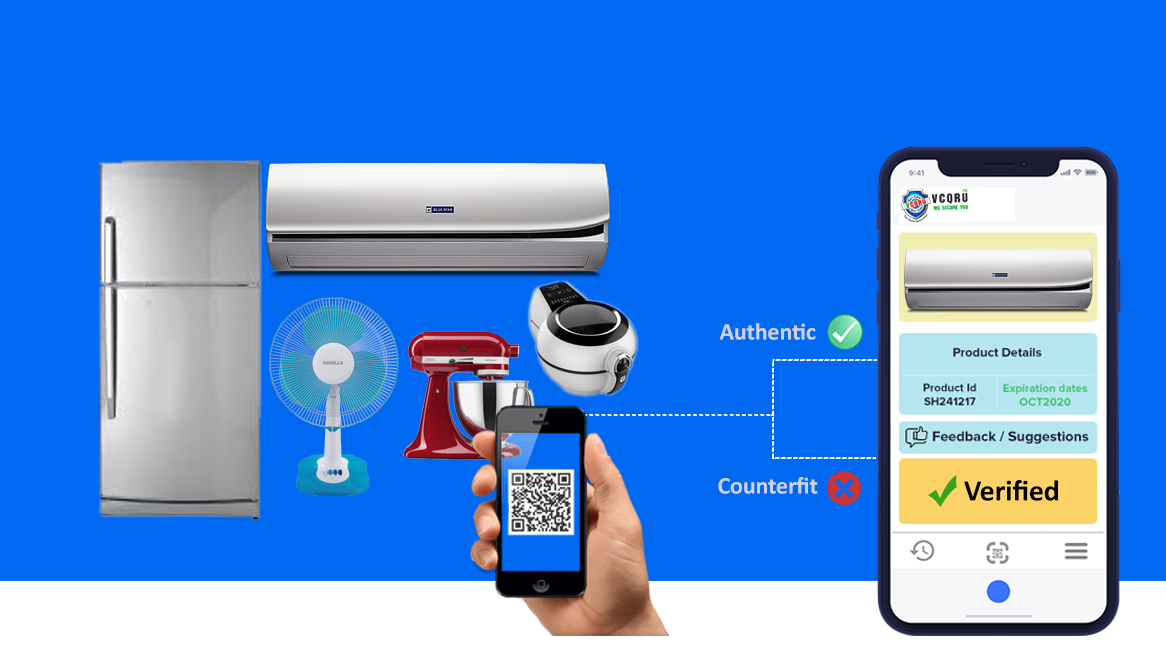 BLUE STAR
HAVELLS
Authentic
Counterfit
9:41
VCQRU
WE SECURE YOU
Product Details
Product Id
SH241217
Expiration dates
OCT2020
Feedback / Suggestions
Verified